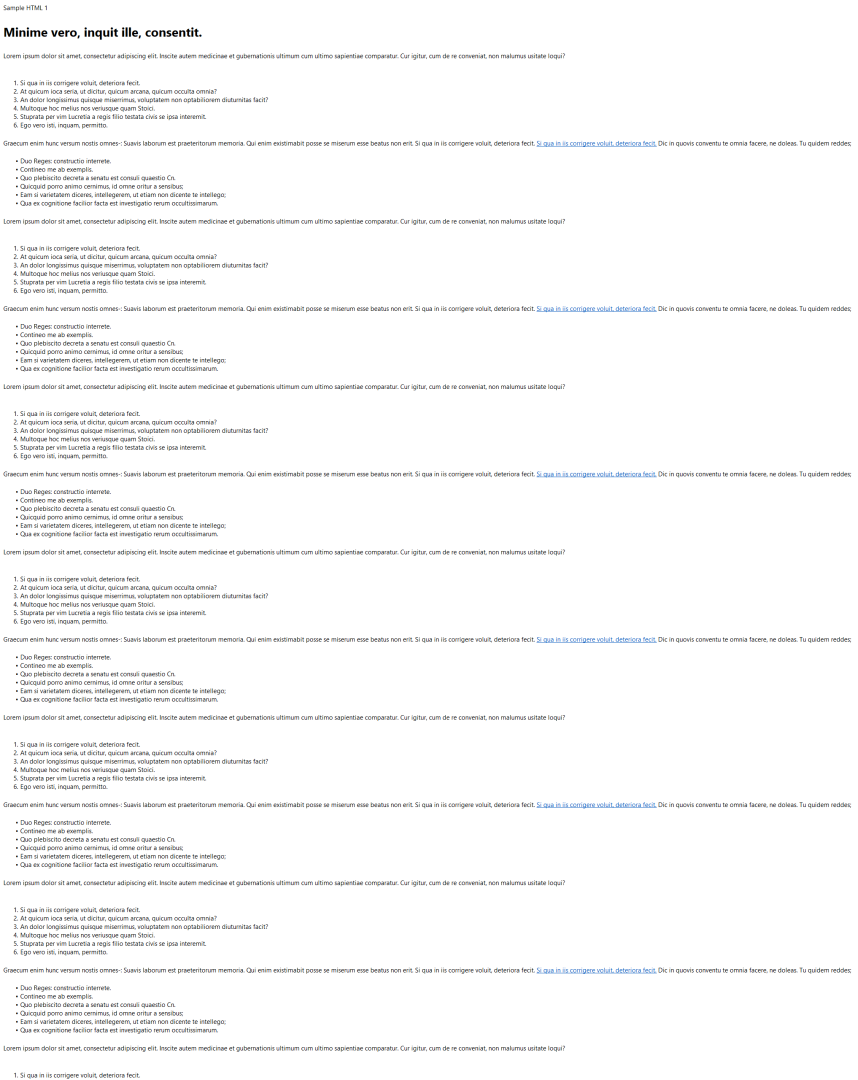 Sample HTML 1
Minime vero, inquit ille, consentit.
Lorem ipsum dolor sit amet, consectetur adipiscing elit. Inscite autem medicinae et gubernationis ultimum cum ultimo sapientiae comparatur. Cur igitur, cum de re conveniat, non malumus usitate loqui?
1. Si qua in iis corrigere voluit, deteriora fecit.
2. At quicum ioca seria, ut dicitur, quicum arcana, quicum occulta omnia?
3. An dolor longissimus quisque miserrimus, voluptatem non optabiliorem diuturnitas facit?
4. Multoque hoc melius nos veriusque quam Stoici.
5. Stuprata per vim Lucretia a regis filio testata civis se ipsa interemit.
6. Ego vero isti, inquam, permitto.
Graecum enim hunc versum nostis omnes-: Suavis laborum est praeteritorum memoria. Qui enim existimabit posse se miserum esse beatus non erit. Si qua in iis corrigere voluit, deteriora fecit. Si qua in iis corrigere voluit, deteriora fecit. Dic in quovis conventu te omnia facere, ne doleas. Tu quidem reddes;
• Duo Reges: constructio interrete.
• Contineo me ab exemplis.
• Quo plebiscito decreta a senatu est consuli quaestio Cn.
• Quicquid porro animo cernimus, id omne oritur a sensibus;
• Eam si varietatem diceres, intellegerem, ut etiam non dicente te intellego;
• Qua ex cognitione facilior facta est investigatio rerum occultissimarum.
Lorem ipsum dolor sit amet, consectetur adipiscing elit. Inscite autem medicinae et gubernationis ultimum cum ultimo sapientiae comparatur. Cur igitur, cum de re conveniat, non malumus usitate loqui?
1. Si qua in iis corrigere voluit, deteriora fecit.
2. At quicum ioca seria, ut dicitur, quicum arcana, quicum occulta omnia?
3. An dolor longissimus quisque miserrimus, voluptatem non optabiliorem diuturnitas facit?
4. Multoque hoc melius nos veriusque quam Stoici.
5. Stuprata per vim Lucretia a regis filio testata civis se ipsa interemit.
6. Ego vero isti, inquam, permitto.
Graecum enim hunc versum nostis omnes-: Suavis laborum est praeteritorum memoria. Qui enim existimabit posse se miserum esse beatus non erit. Si qua in iis corrigere voluit, deteriora fecit. Si qua in iis corrigere voluit, deteriora fecit. Dic in quovis conventu te omnia facere, ne doleas. Tu quidem reddes;
• Duo Reges: constructio interrete.
• Contineo me ab exemplis.
• Quo plebiscito decreta a senatu est consuli quaestio Cn.
• Quicquid porro animo cernimus, id omne oritur a sensibus;
• Eam si varietatem diceres, intellegerem, ut etiam non dicente te intellego;
• Qua ex cognitione facilior facta est investigatio rerum occultissimarum.
Lorem ipsum dolor sit amet, consectetur adipiscing elit. Inscite autem medicinae et gubernationis ultimum cum ultimo sapientiae comparatur. Cur igitur, cum de re conveniat, non malumus usitate loqui?
1. Si qua in iis corrigere voluit, deteriora fecit.
2. At quicum ioca seria, ut dicitur, quicum arcana, quicum occulta omnia?
3. An dolor longissimus quisque miserrimus, voluptatem non optabiliorem diuturnitas facit?
4. Multoque hoc melius nos veriusque quam Stoici.
5. Stuprata per vim Lucretia a regis filio testata civis se ipsa interemit.
6. Ego vero isti, inquam, permitto.
Graecum enim hunc versum nostis omnes-: Suavis laborum est praeteritorum memoria. Qui enim existimabit posse se miserum esse beatus non erit. Si qua in iis corrigere voluit, deteriora fecit. Si qua in iis corrigere voluit, deteriora fecit. Dic in quovis conventu te omnia facere, ne doleas. Tu quidem reddes;
• Duo Reges: constructio interrete.
• Contineo me ab exemplis.
• Quo plebiscito decreta a senatu est consuli quaestio Cn.
• Quicquid porro animo cernimus, id omne oritur a sensibus;
• Eam si varietatem diceres, intellegerem, ut etiam non dicente te intellego;
• Qua ex cognitione facilior facta est investigatio rerum occultissimarum.
Lorem ipsum dolor sit amet, consectetur adipiscing elit. Inscite autem medicinae et gubernationis ultimum cum ultimo sapientiae comparatur. Cur igitur, cum de re conveniat, non malumus usitate loqui?
1. Si qua in iis corrigere voluit, deteriora fecit.
2. At quicum ioca seria, ut dicitur, quicum arcana, quicum occulta omnia?
3. An dolor longissimus quisque miserrimus, voluptatem non optabiliorem diuturnitas facit?
4. Multoque hoc melius nos veriusque quam Stoici.
5. Stuprata per vim Lucretia a regis filio testata civis se ipsa interemit.
6. Ego vero isti, inquam, permitto.
Graecum enim hunc versum nostis omnes-: Suavis laborum est praeteritorum memoria. Qui enim existimabit posse se miserum esse beatus non erit. Si qua in iis corrigere voluit, deteriora fecit. Si qua in iis corrigere voluit, deteriora fecit. Dic in quovis conventu te omnia facere, ne doleas. Tu quidem reddes;
• Duo Reges: constructio interrete.
• Contineo me ab exemplis.
• Quo plebiscito decreta a senatu est consuli quaestio Cn.
• Quicquid porro animo cernimus, id omne oritur a sensibus;
• Eam si varietatem diceres, intellegerem, ut etiam non dicente te intellego;
• Qua ex cognitione facilior facta est investigatio rerum occultissimarum.
Lorem ipsum dolor sit amet, consectetur adipiscing elit. Inscite autem medicinae et gubernationis ultimum cum ultimo sapientiae comparatur. Cur igitur, cum de re conveniat, non malumus usitate loqui?
1. Si qua in iis corrigere voluit, deteriora fecit.
2. At quicum ioca seria, ut dicitur, quicum arcana, quicum occulta omnia?
3. An dolor longissimus quisque miserrimus, voluptatem non optabiliorem diuturnitas facit?
4. Multoque hoc melius nos veriusque quam Stoici.
5. Stuprata per vim Lucretia a regis filio testata civis se ipsa interemit.
6. Ego vero isti, inquam, permitto.
Graecum enim hunc versum nostis omnes-: Suavis laborum est praeteritorum memoria. Qui enim existimabit posse se miserum esse beatus non erit. Si qua in iis corrigere voluit, deteriora fecit. Si qua in iis corrigere voluit, deteriora fecit. Dic in quovis conventu te omnia facere, ne doleas. Tu quidem reddes;
• Duo Reges: constructio interrete.
• Contineo me ab exemplis.
• Quo plebiscito decreta a senatu est consuli quaestio Cn.
• Quicquid porro animo cernimus, id omne oritur a sensibus;
• Eam si varietatem diceres, intellegerem, ut etiam non dicente te intellego;
• Qua ex cognitione facilior facta est investigatio rerum occultissimarum.
Lorem ipsum dolor sit amet, consectetur adipiscing elit. Inscite autem medicinae et gubernationis ultimum cum ultimo sapientiae comparatur. Cur igitur, cum de re conveniat, non malumus usitate loqui?
1. Si qua in iis corrigere voluit, deteriora fecit.
2. At quicum ioca seria, ut dicitur, quicum arcana, quicum occulta omnia?
3. An dolor longissimus quisque miserrimus, voluptatem non optabiliorem diuturnitas facit?
4. Multoque hoc melius nos veriusque quam Stoici.
5. Stuprata per vim Lucretia a regis filio testata civis se ipsa interemit.
6. Ego vero isti, inquam, permitto.
Graecum enim hunc versum nostis omnes-: Suavis laborum est praeteritorum memoria. Qui enim existimabit posse se miserum esse beatus non erit. Si qua in iis corrigere voluit, deteriora fecit. Si qua in iis corrigere voluit, deteriora fecit. Dic in quovis conventu te omnia facere, ne doleas. Tu quidem reddes;
• Duo Reges: constructio interrete.
• Contineo me ab exemplis.
• Quo plebiscito decreta a senatu est consuli quaestio Cn.
• Quicquid porro animo cernimus, id omne oritur a sensibus;
• Eam si varietatem diceres, intellegerem, ut etiam non dicente te intellego;
• Qua ex cognitione facilior facta est investigatio rerum occultissimarum.
Lorem ipsum dolor sit amet, consectetur adipiscing elit. Inscite autem medicinae et gubernationis ultimum cum ultimo sapientiae comparatur. Cur igitur, cum de re conveniat, non malumus usitate loqui?
1. Si qua in iis corrigere voluit, deteriora fecit.